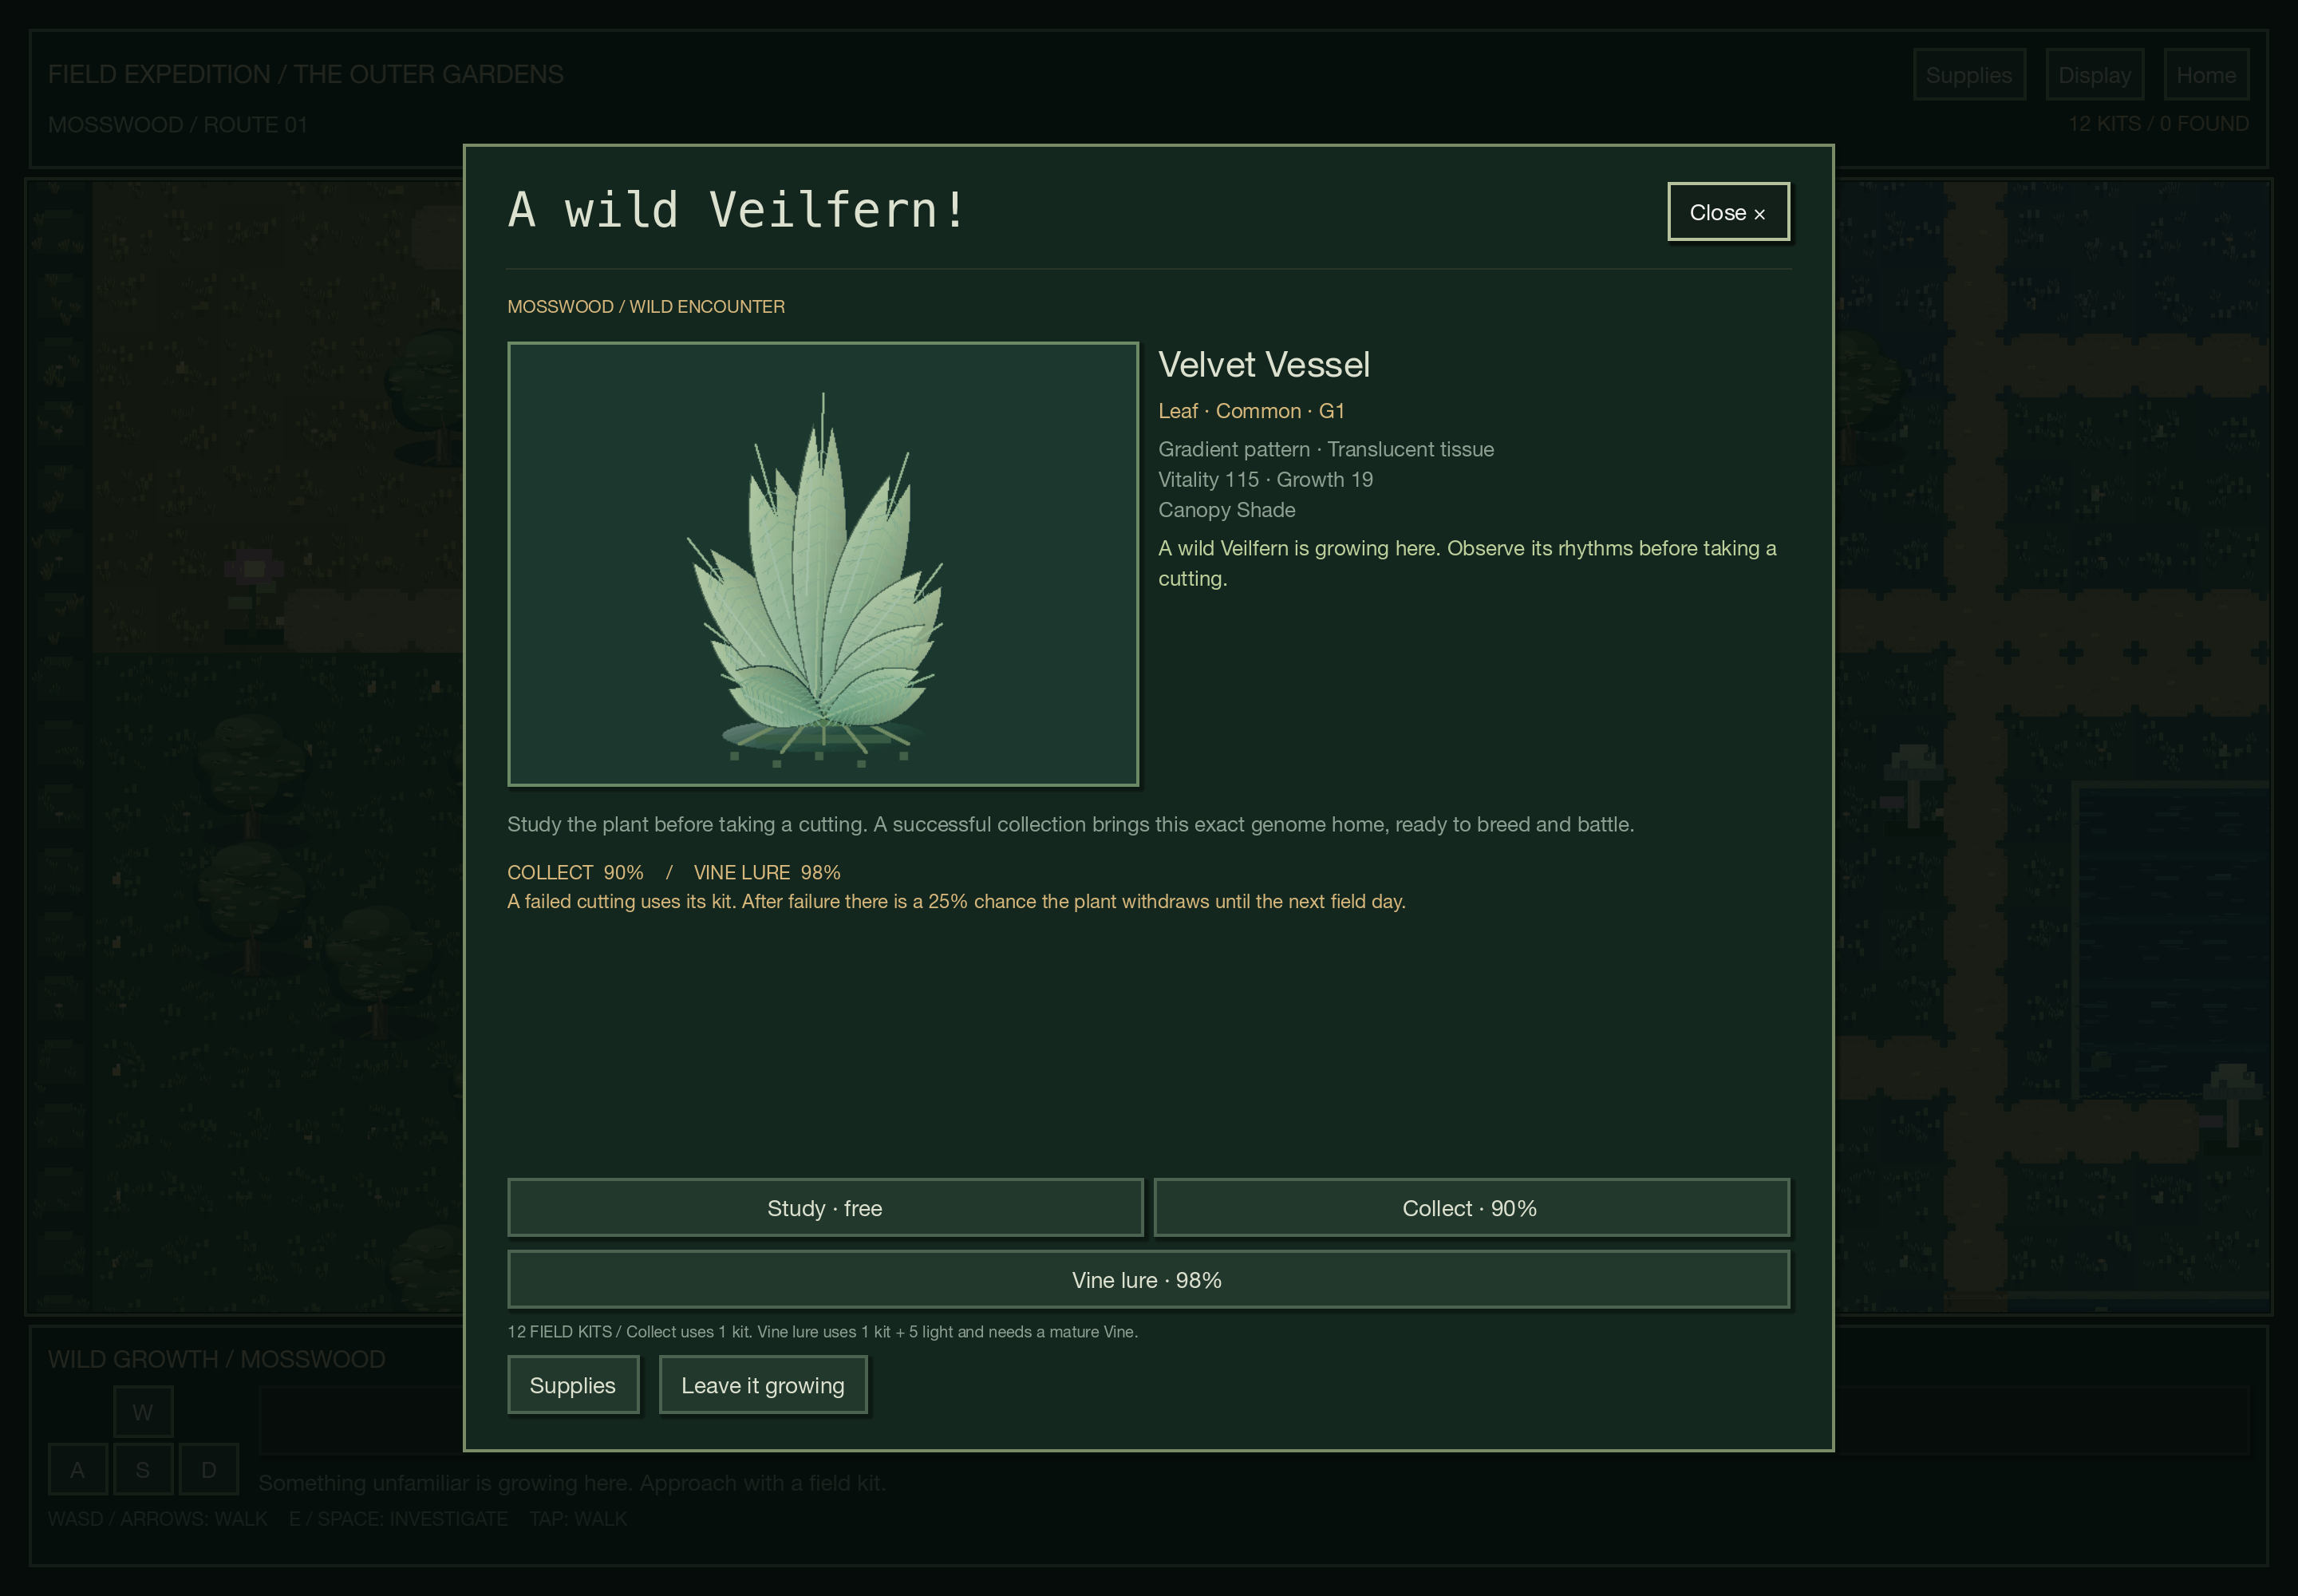 FIELD EXPEDITION / THE OUTER GARDENS
Supplies
Display
Home
MOSSWOOD / ROUTE 01
12 KITS / 0 FOUND
A wild Veilfern!
Close ×
MOSSWOOD / WILD ENCOUNTER
Velvet Vessel
Leaf · Common · G1
Gradient pattern · Translucent tissue
Vitality 115 · Growth 19
Canopy Shade
A wild Veilfern is growing here. Observe its rhythms before taking a
cutting.
Study the plant before taking a cutting. A successful collection brings this exact genome home, ready to breed and battle.
COLLECT 90% / VINE LURE 98%
A failed cutting uses its kit. After failure there is a 25% chance the plant withdraws until the next field day.
Study · free
Collect · 90%
Vine lure · 98%
12 FIELD KITS / Collect uses 1 kit. Vine lure uses 1 kit + 5 light and needs a mature Vine.
Supplies
Leave it growing
WILD GROWTH / MOSSWOOD
W
A
S
D
Something unfamiliar is growing here. Approach with a field kit.
WASD / ARROWS: WALK E / SPACE: INVESTIGATE TAP: WALK